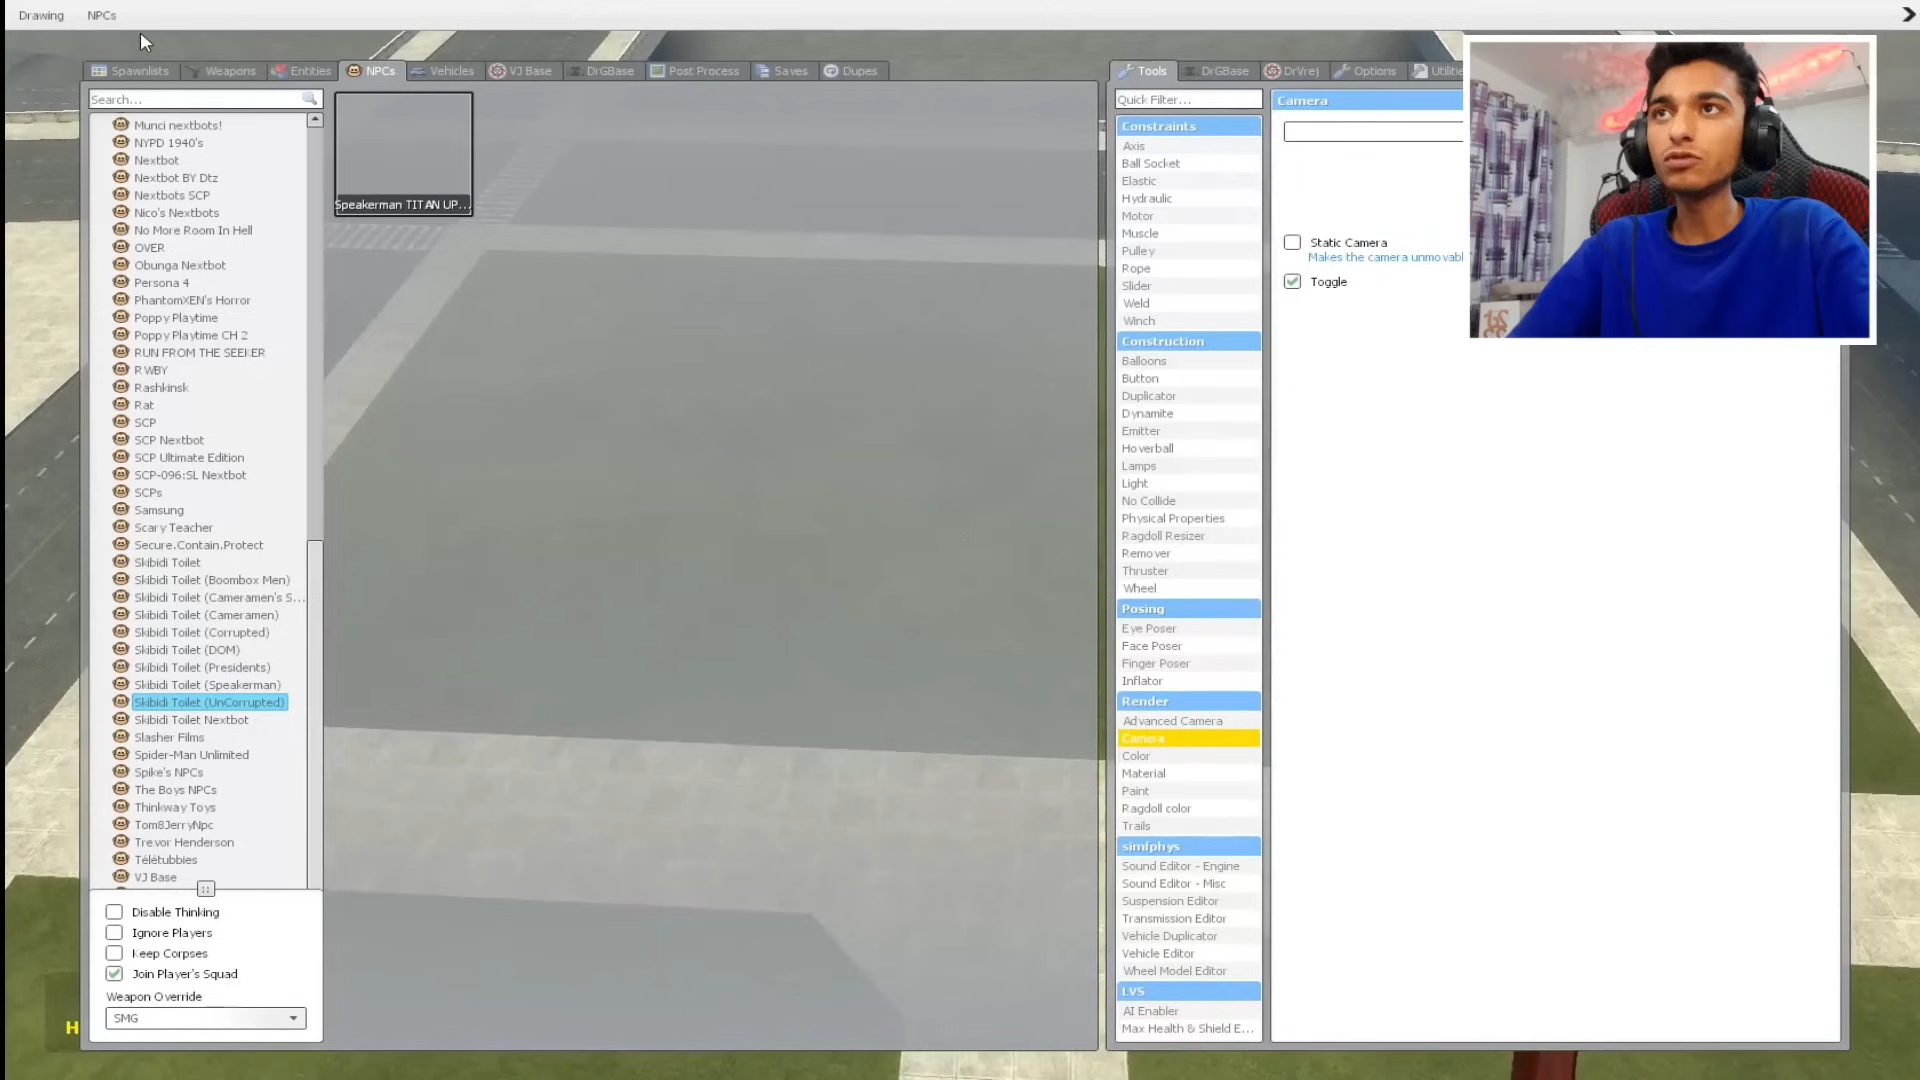 Drawing NPCs
Spawnlists Weapons Entities NPCs Vehicles VJ Base DrGBase Post Process Saves Dupes
Search...
Munci nextbots!
NYPD 1940's
Nextbot
Nextbot BY Dtz
Nextbots SCP
Nico's Nextbots
No More Room In Hell
OVER
Obunga Nextbot
Persona 4
PhantomXEN's Horror
Poppy Playtime
Poppy Playtime CH 2
RUN FROM THE SEEKER
RWBY
Rashkinsk
Rat
SCP
SCP Nextbot
SCP Ultimate Edition
SCP-096:SL Nextbot
SCPs
Samsung
Scary Teacher
Secure.Contain.Protect
Skibidi Toilet
Skibidi Toilet (Boombox Men)
Skibidi Toilet (Cameramen's S...
Skibidi Toilet (Cameramen)
Skibidi Toilet (Corrupted)
Skibidi Toilet (DOM)
Skibidi Toilet (Presidents)
Skibidi Toilet (Speakerman)
Skibidi Toilet (UnCorrupted)
Skibidi Toilet Nextbot
Slasher Films
Spider-Man Unlimited
Spike's NPCs
The Boys NPCs
Thinkway Toys
Tom8JerryNpc
Trevor Henderson
Télétubbies
VJ Base
Disable Thinking
Ignore Players
Keep Corpses
Join Player's Squad
Weapon Override
SMG
H
Speakerman TITAN UP...
Tools DrGBase DrVrej Options Utilitie
Quick Filter...
Constraints
Axis
Ball Socket
Elastic
Hydraulic
Motor
Muscle
Pulley
Rope
Slider
Weld
Winch
Construction
Balloons
Button
Duplicator
Dynamite
Emitter
Hoverball
Lamps
Light
No Collide
Physical Properties
Ragdoll Resizer
Remover
Thruster
Wheel
Posing
Eye Poser
Face Poser
Finger Poser
Inflator
Render
Advanced Camera
Camera
Color
Material
Paint
Ragdoll color
Trails
simfphys
Sound Editor - Engine
Sound Editor - Misc
Suspension Editor
Transmission Editor
Vehicle Duplicator
Vehicle Editor
Wheel Model Editor
LVS
AI Enabler
Max Health & Shield E...
Camera
Static Camera
Makes the camera unmovabl
Toggle